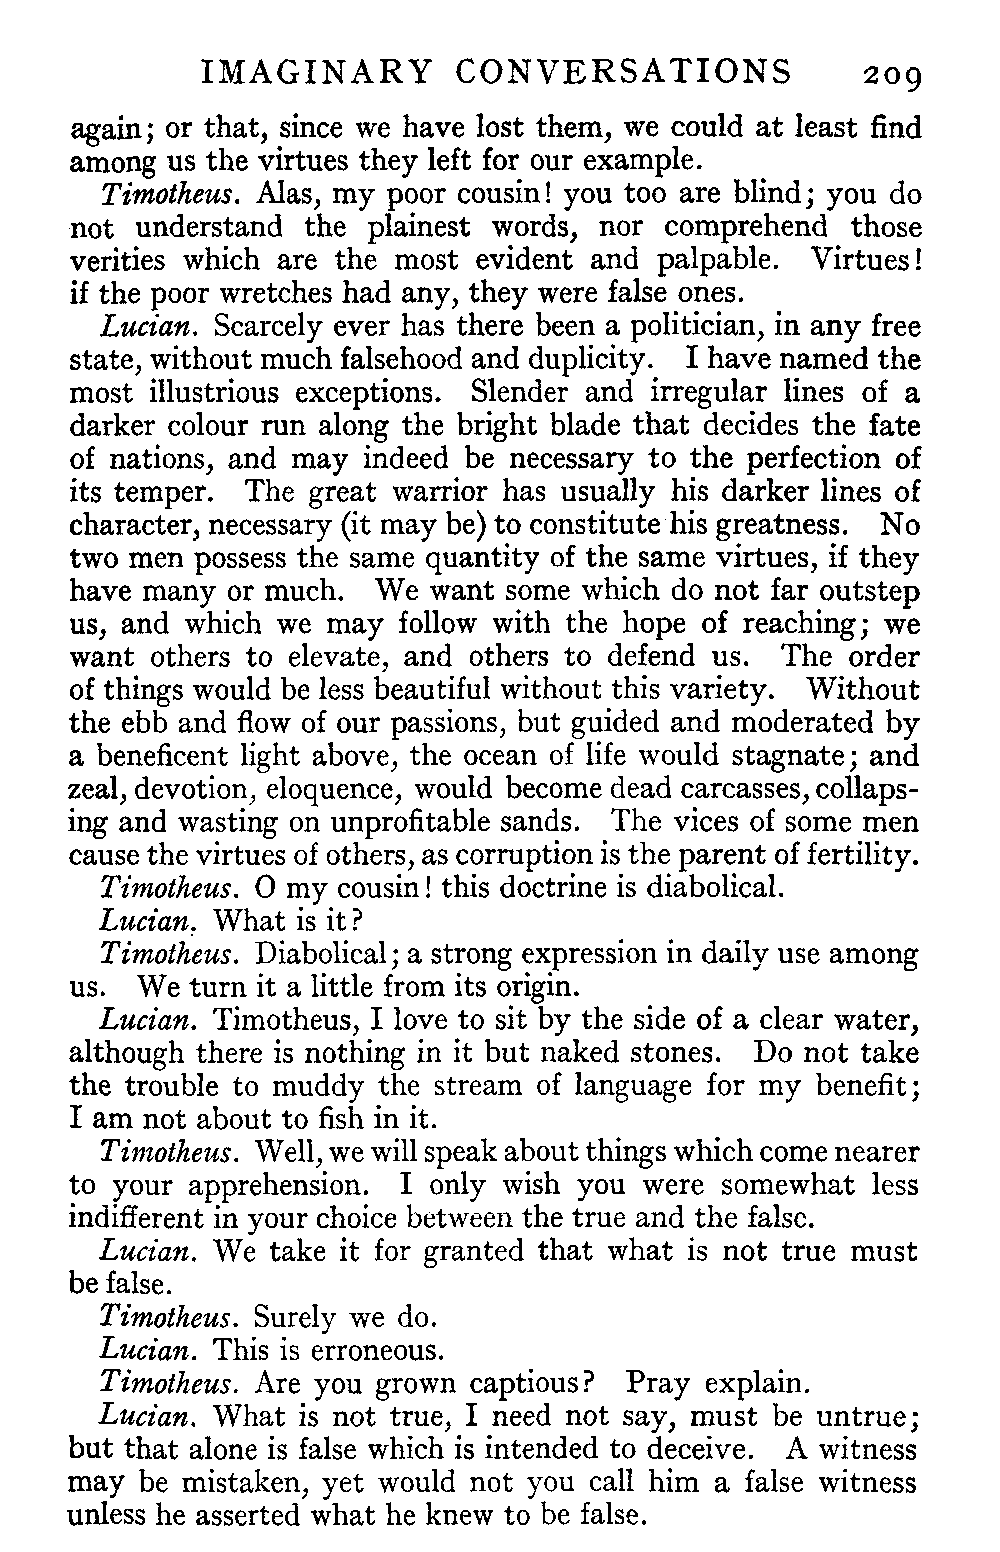 IMAGINARY CONVERSATIONS 209
again; or that, since we have lost them, we could at least find
among us the virtues they left for our example.
Timotheus. Alas, my poor cousin! you too are blind; you do
not understand the plainest words, nor comprehend those
verities which are the most evident and palpable. Virtues!
if the poor wretches had any, they were false ones.
Lucian. Scarcely ever has there been a politician, in any free
state, without much falsehood and duplicity. I have named the
most illustrious exceptions. Slender and irregular lines of a
darker colour run along the bright blade that decides the fate
of nations, and may indeed be necessary to the perfection of
its temper. The great warrior has usually his darker lines of
character, necessary (it may be) to constitute his greatness. No
two men possess the same quantity of the same virtues, if they
have many or much. We want some which do not far outstep
us, and which we may follow with the hope of reaching; we
want others to elevate, and others to defend us. The order
of things would be less beautiful without this variety. Without
the ebb and flow of our passions, but guided and moderated by
a beneficent light above, the ocean of life would stagnate; and
zeal, devotion, eloquence, would become dead carcasses, collaps-
ing and wasting on unprofitable sands. The vices of some men
cause the virtues of others, as corruption is the parent of fertility.
Timotheus. O my cousin! this doctrine is diabolical.
Lucian. What is it?
Timotheus. Diabolical; a strong expression in daily use among
us. We turn it a little from its origin.
Lucian. Timotheus, I love to sit by the side of a clear water,
although there is nothing in it but naked stones. Do not take
the trouble to muddy the stream of language for my benefit;
I am not about to fish in it.
Timotheus. Well, we will speak about things which come nearer
to your apprehension. I only wish you were somewhat less
indifferent in your choice between the true and the false.
Lucian. We take it for granted that what is not true must
be false.
Timotheus. Surely we do.
Lucian. This is erroneous.
Timotheus. Are you grown captious? Pray explain.
Lucian. What is not true, I need not say, must be untrue;
but that alone is false which is intended to deceive. A witness
may be mistaken, yet would not you call him a false witness
unless he asserted what he knew to be false.